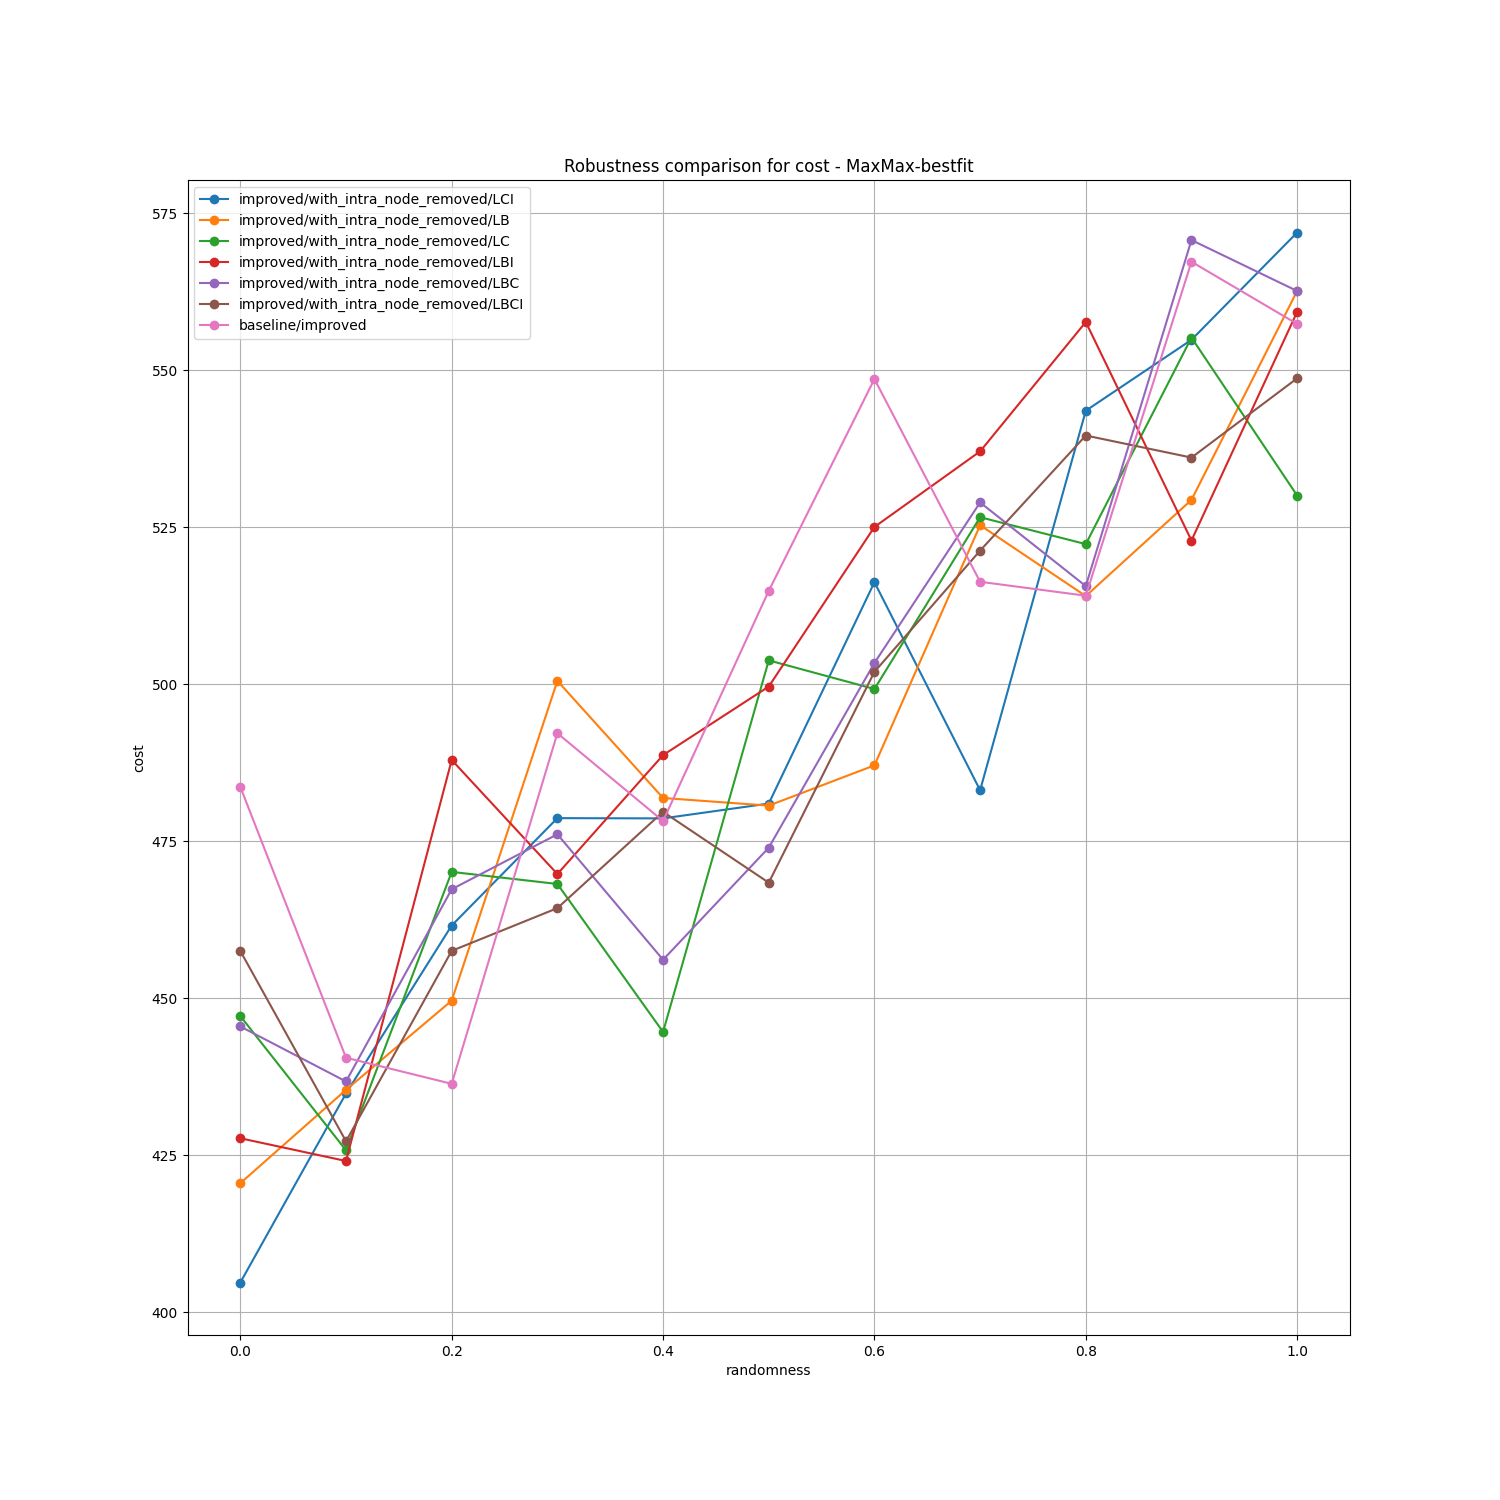 Robustness comparison for cost - MaxMax-bestfit
improved/with_intra_node_removed/LCI
improved/with_intra_node_removed/LB
improved/with_intra_node_removed/LC
improved/with_intra_node_removed/LBI
improved/with_intra_node_removed/LBC
improved/with_intra_node_removed/LBCI
baseline/improved
575
550
525
500
475
450
425
400
cost
0.0 0.2 0.4 0.6 0.8 1.0
randomness